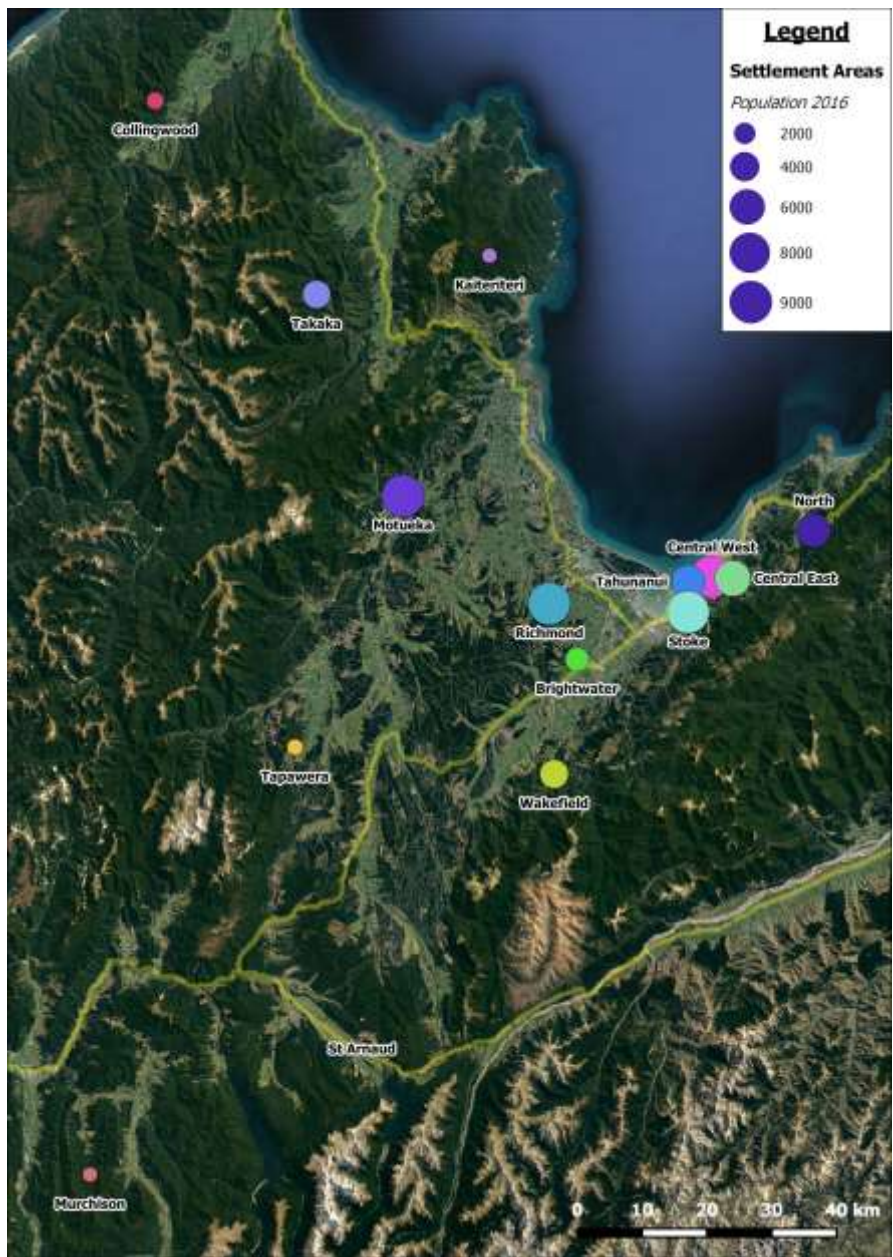 Legend
Settlement Areas
Population 2016
2000
4000
6000
8000
9000
Collingwood
Kaiteriteri
Takaka
Motueka
North
Central West
Tahunanui
Central East
Richmond
Stoke
Brightwater
Tapawera
Wakefield
St Arnaud
Murchison
0 10 20 30 40 km